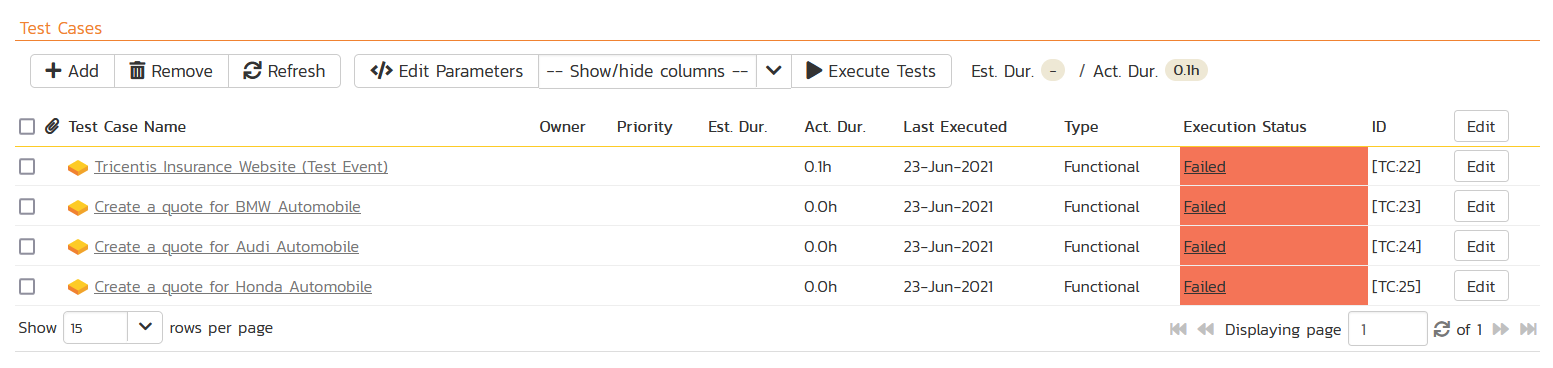 Test Cases
Add Remove Refresh Edit Parameters -- Show/hide columns -- Execute Tests Est. Dur. - / Act. Dur. 0.1h
Test Case Name Owner Priority Est. Dur. Act. Dur. Last Executed Type Execution Status ID Edit
Tricentis Insurance Website (Test Event) 0.1h 23-Jun-2021 Functional Failed [TC:22] Edit
Create a quote for BMW Automobile 0.0h 23-Jun-2021 Functional Failed [TC:23] Edit
Create a quote for Audi Automobile 0.0h 23-Jun-2021 Functional Failed [TC:24] Edit
Create a quote for Honda Automobile 0.0h 23-Jun-2021 Functional Failed [TC:25] Edit
Show 15 rows per page Displaying page 1 of 1